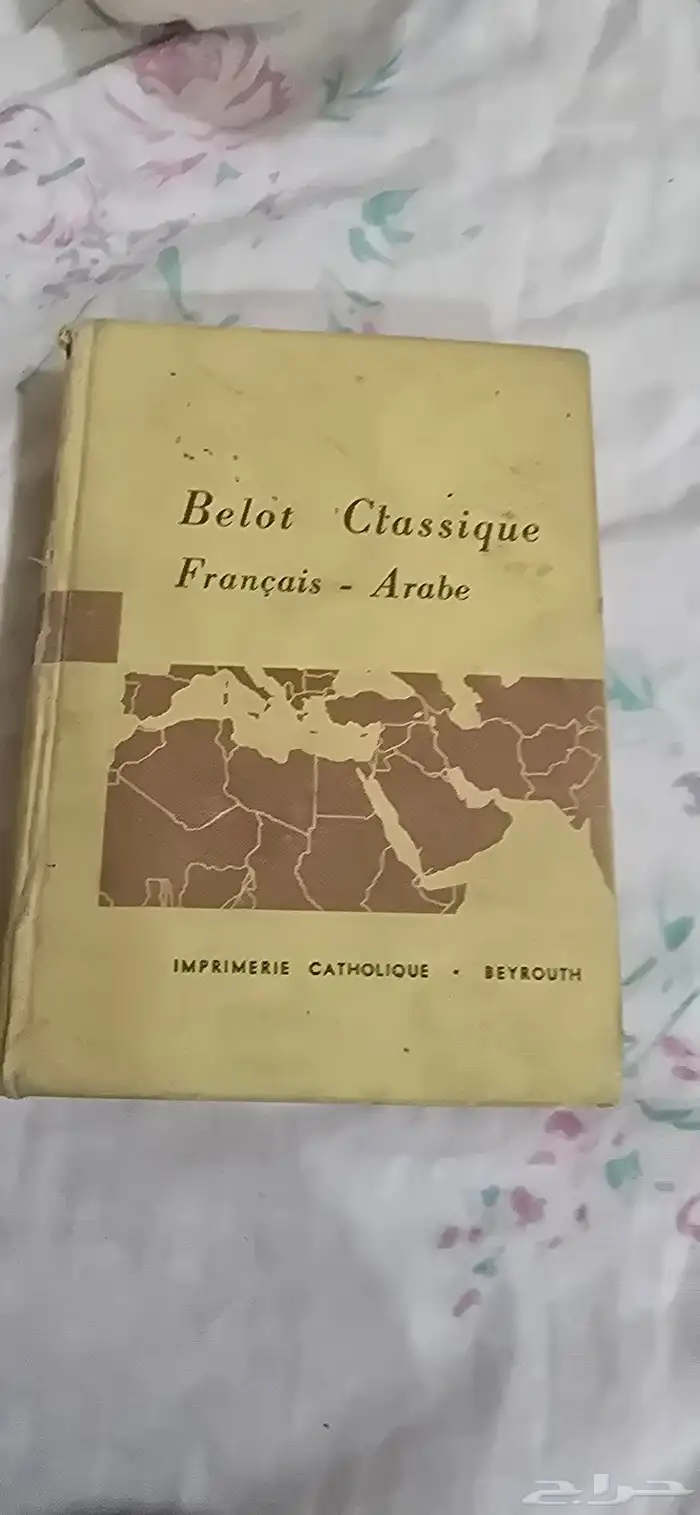 Belot Classique
Français - Arabe
IMPRIMERIE CATHOLIQUE • BEYROUTH
حراج